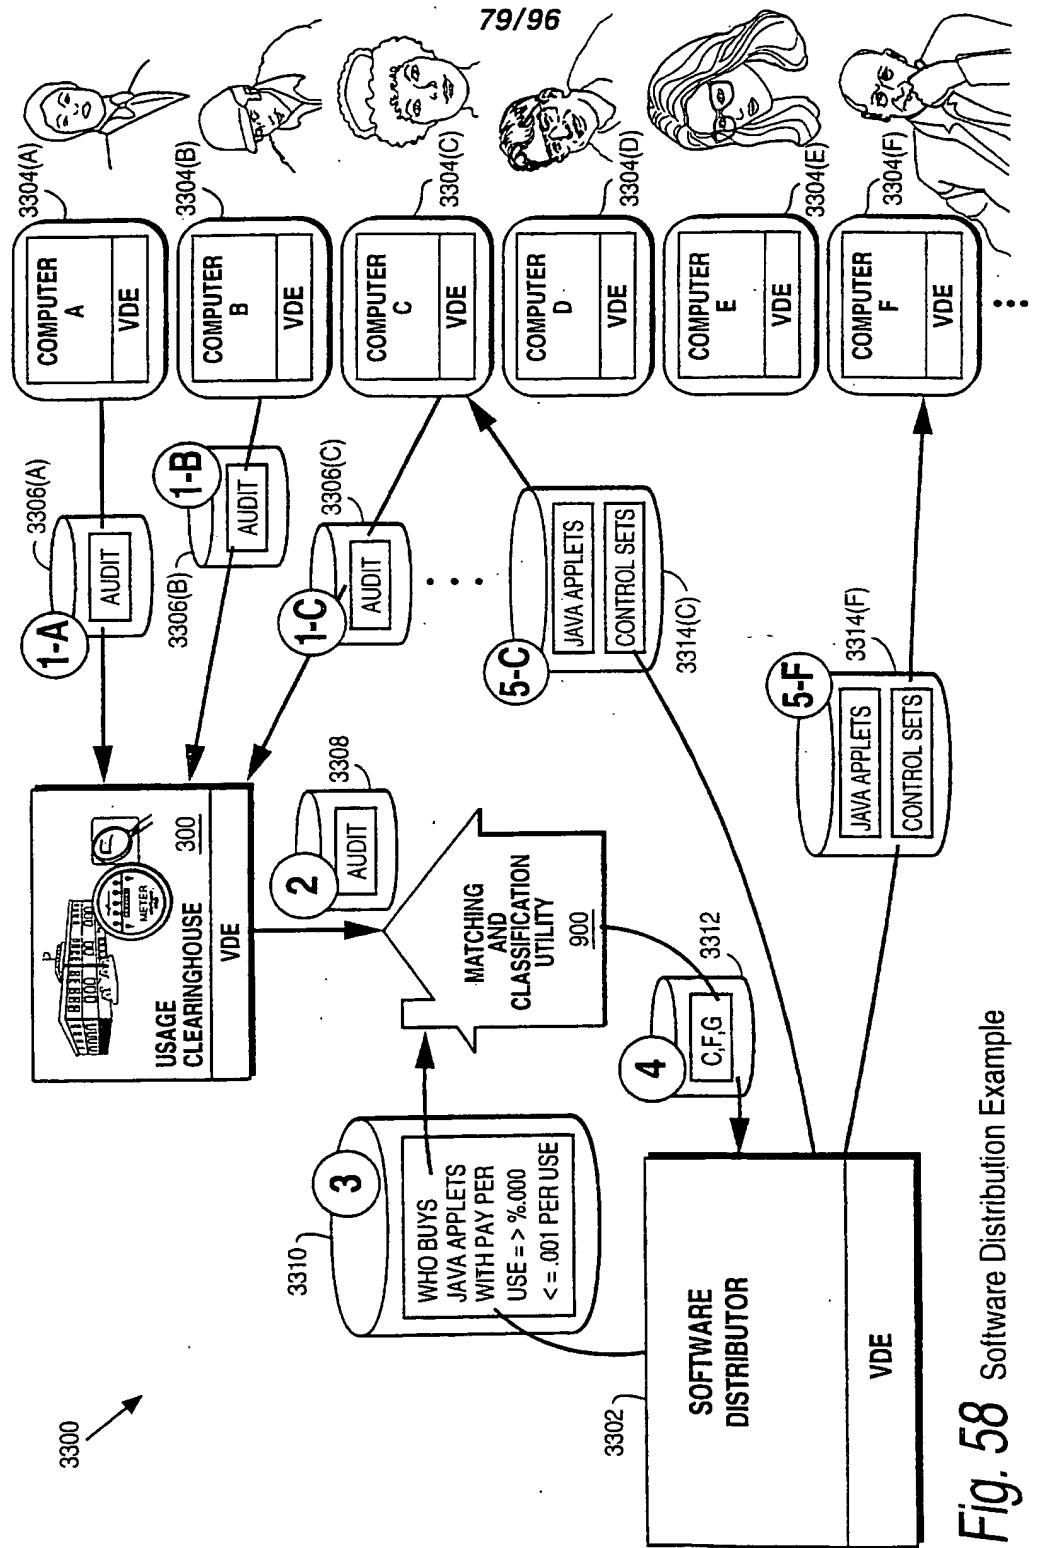 79/96
3300
3302
SOFTWARE
DISTRIBUTOR
VDE
3310
3
WHO BUYS
JAVA APPLETS
WITH PAY PER
USE = > %.000
< = .001 PER USE
USAGE
CLEARINGHOUSE
300
METER
VDE
2
AUDIT
3308
MATCHING
AND
CLASSIFICATION
UTILITY
900
4
C,F,G
3312
1-A
AUDIT
3306(A)
1-B
AUDIT
3306(B)
1-C
AUDIT
3306(C)
5-C
JAVA APPLETS
CONTROL SETS
3314(C)
5-F
JAVA APPLETS
CONTROL SETS
3314(F)
COMPUTER
A
VDE
3304(A)
COMPUTER
B
VDE
3304(B)
COMPUTER
C
VDE
3304(C)
COMPUTER
D
VDE
3304(D)
COMPUTER
E
VDE
3304(E)
COMPUTER
F
VDE
3304(F)
Fig. 58 Software Distribution Example